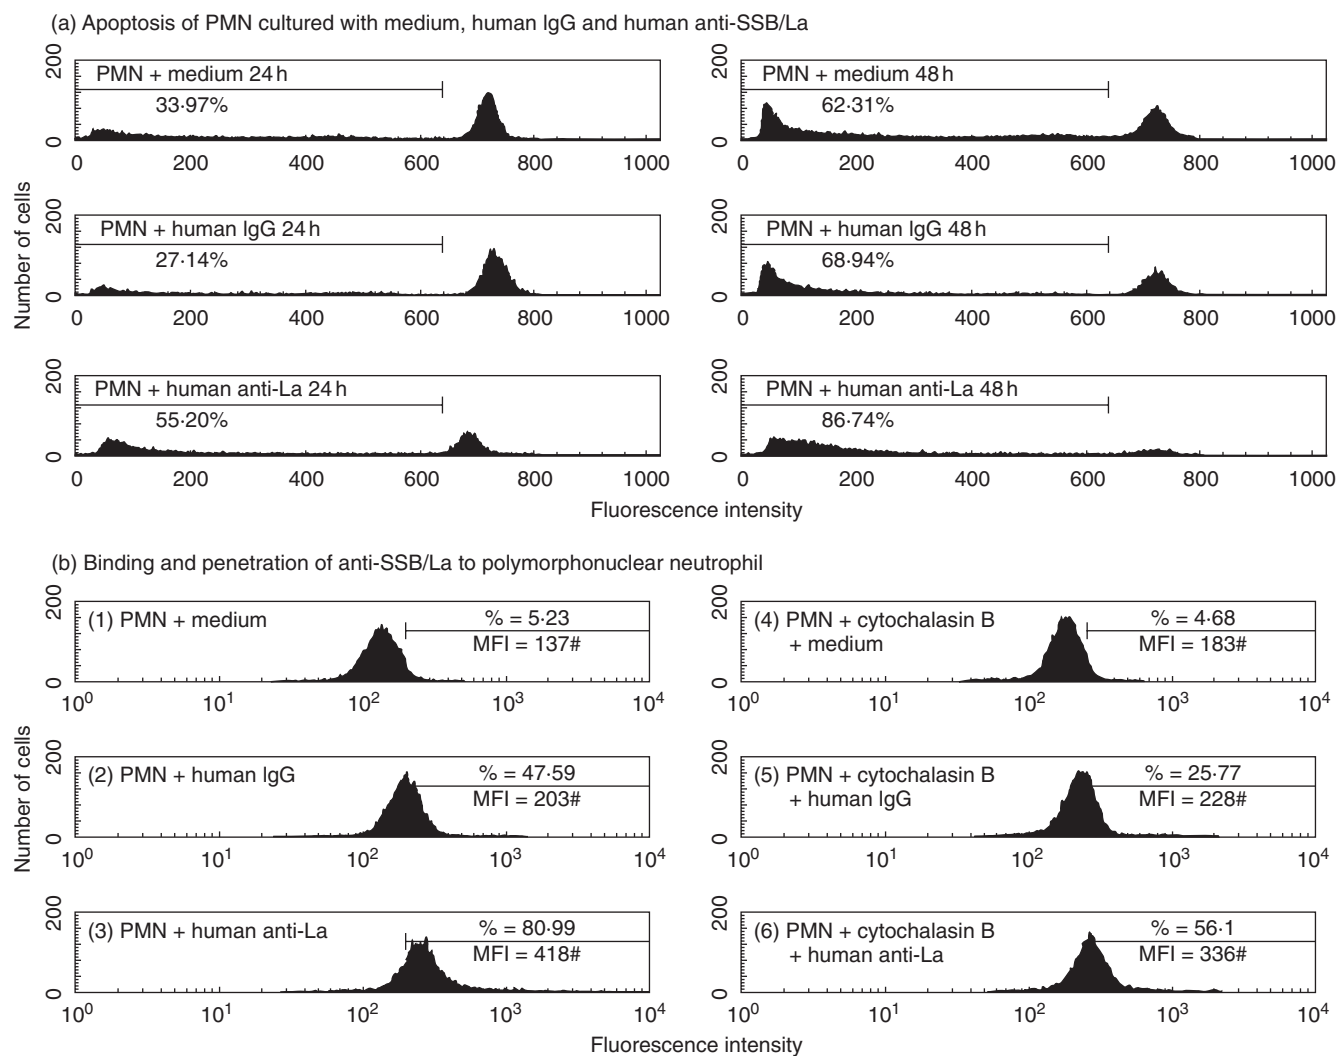 (a) Apoptosis of PMN cultured with medium, human IgG and human anti-SSB/La
Number of cells
200
0
PMN + medium 24 h
33·97%
0 200 400 600 800 1000
200
0
PMN + medium 48 h
62·31%
0 200 400 600 800 1000
200
0
PMN + human IgG 24 h
27·14%
0 200 400 600 800 1000
200
0
PMN + human IgG 48 h
68·94%
0 200 400 600 800 1000
200
0
PMN + human anti-La 24 h
55·20%
0 200 400 600 800 1000
200
0
PMN + human anti-La 48 h
86·74%
0 200 400 600 800 1000
Fluorescence intensity
(b) Binding and penetration of anti-SSB/La to polymorphonuclear neutrophil
Number of cells
200
0
(1) PMN + medium
% = 5·23
MFI = 137#
10⁰ 10¹ 10² 10³ 10⁴
200
0
(4) PMN + cytochalasin B
+ medium
% = 4·68
MFI = 183#
10⁰ 10¹ 10² 10³ 10⁴
200
0
(2) PMN + human IgG
% = 47·59
MFI = 203#
10⁰ 10¹ 10² 10³ 10⁴
200
0
(5) PMN + cytochalasin B
+ human IgG
% = 25·77
MFI = 228#
10⁰ 10¹ 10² 10³ 10⁴
200
0
(3) PMN + human anti-La
% = 80·99
MFI = 418#
10⁰ 10¹ 10² 10³ 10⁴
200
0
(6) PMN + cytochalasin B
+ human anti-La
% = 56·1
MFI = 336#
10⁰ 10¹ 10² 10³ 10⁴
Fluorescence intensity